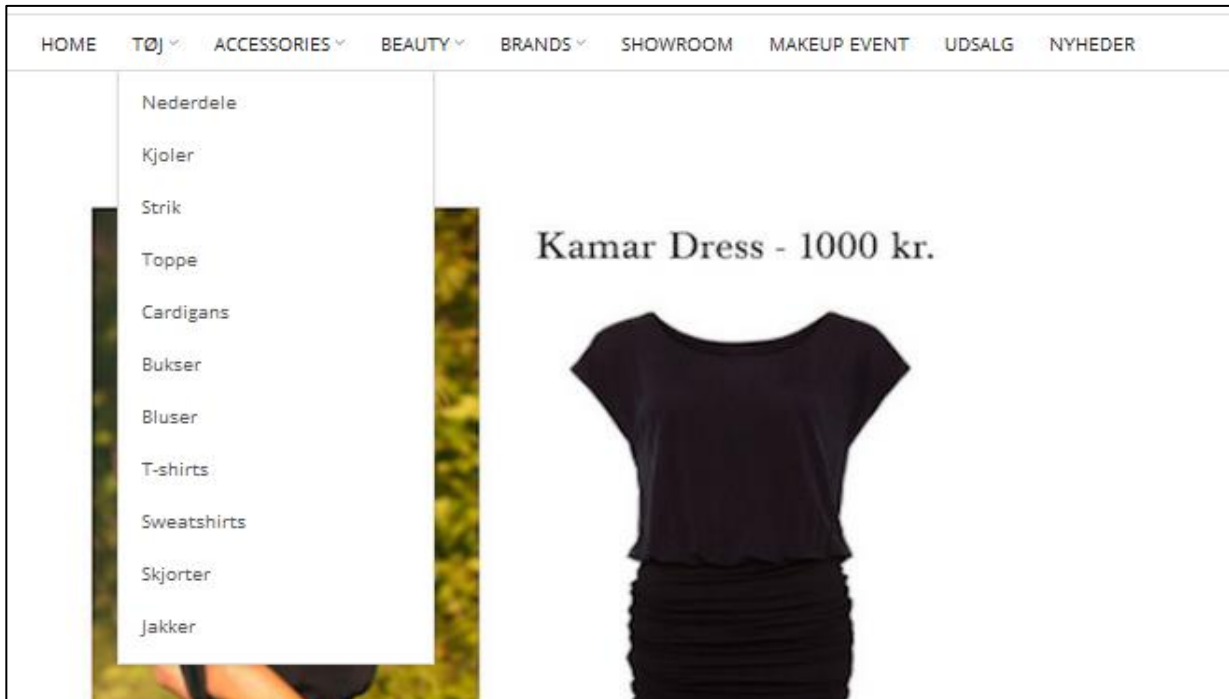 HOME TØJ ACCESSORIES BEAUTY BRANDS SHOWROOM MAKEUP EVENT UDSALG NYHEDER
Nederdele
Kjoler
Strik
Toppe
Cardigans
Bukser
Bluser
T-shirts
Sweatshirts
Skjorter
Jakker
Kamar Dress - 1000 kr.